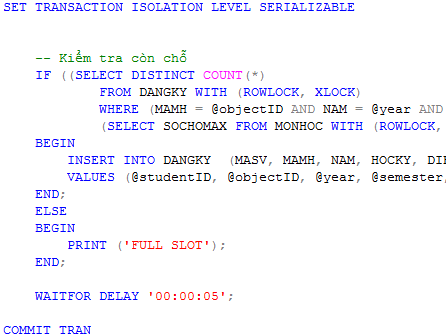 SET TRANSACTION ISOLATION LEVEL SERIALIZABLE
-- Kiểm tra còn chỗ
IF ((SELECT DISTINCT COUNT(*)
FROM DANGKY WITH (ROWLOCK, XLOCK)
WHERE (MAMH = @objectID AND NAM = @year AND
(SELECT SOCHOMAX FROM MONHOC WITH (ROWLOCK,
BEGIN
INSERT INTO DANGKY (MASV, MAMH, NAM, HOCKY,
VALUES (@studentID, @objectID, @year, @semester,
END;
ELSE
BEGIN
PRINT ('FULL SLOT');
END;
WAITFOR DELAY '00:00:05';
COMMIT TRAN